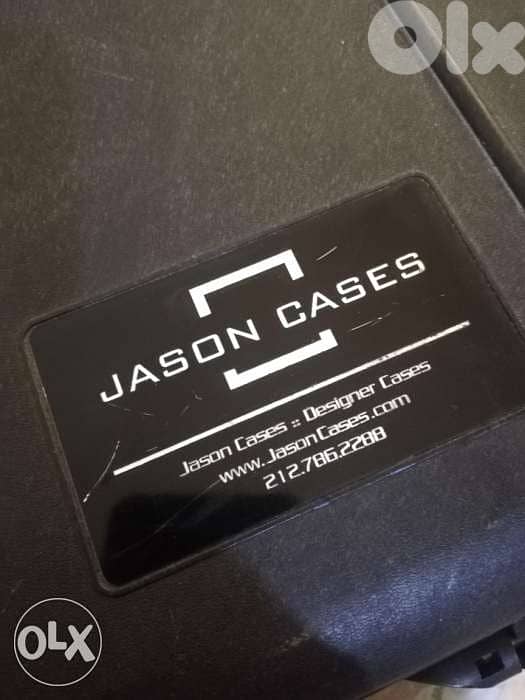 Olx
JASON CASES
Jason Cases :: Designer Cases
www.JasonCases.com
212.786.2288
OLX